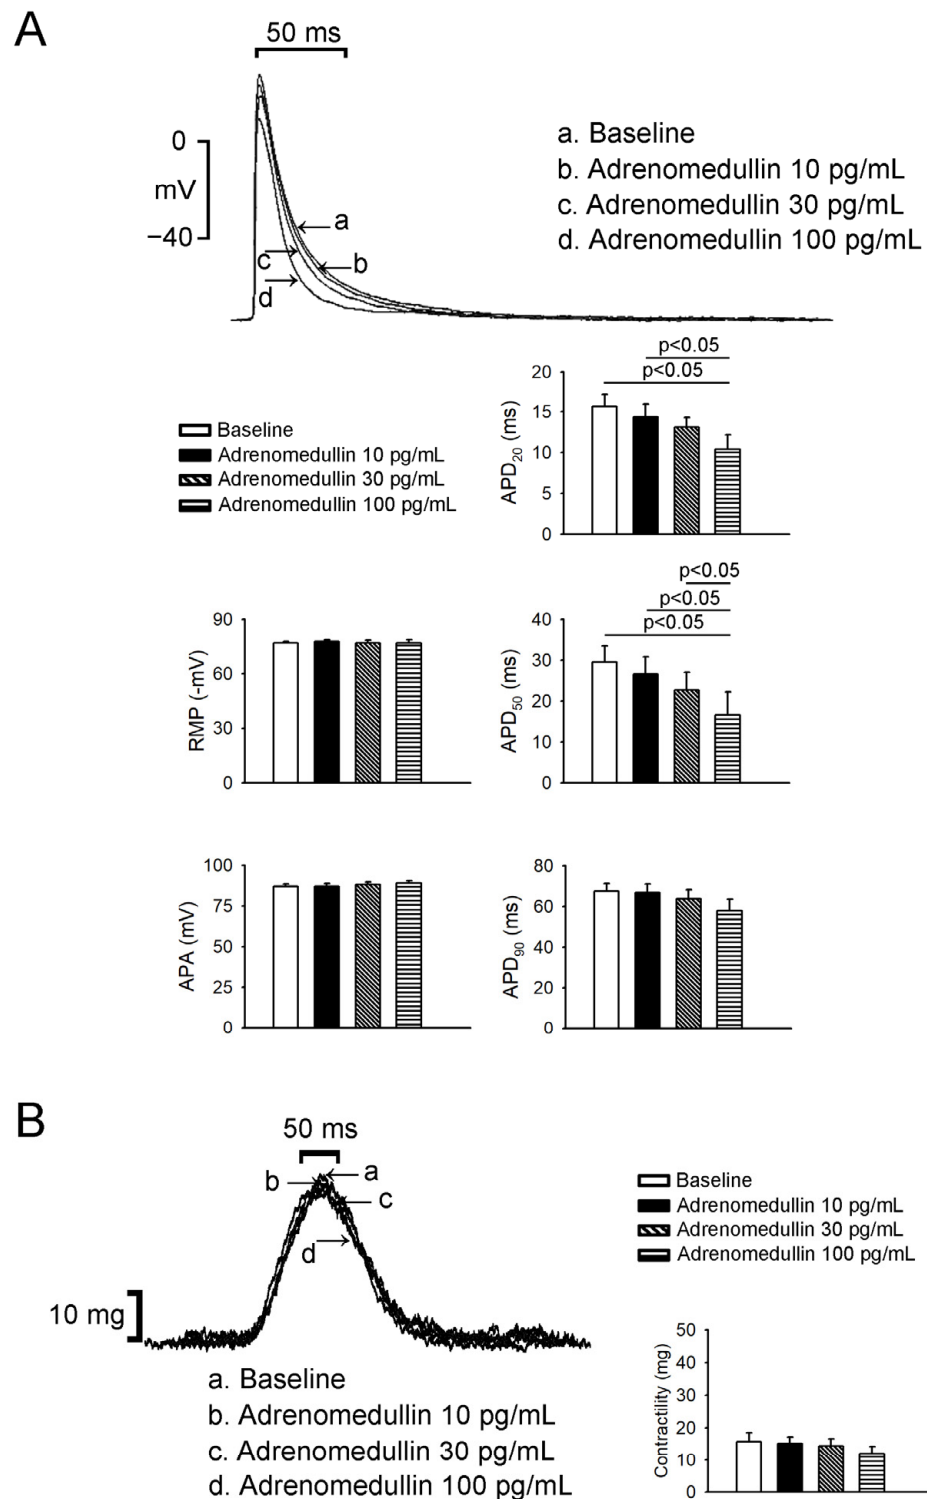 A
50 ms
0
mV
−40
a
b
c
d
a. Baseline
b. Adrenomedullin 10 pg/mL
c. Adrenomedullin 30 pg/mL
d. Adrenomedullin 100 pg/mL
Baseline
Adrenomedullin 10 pg/mL
Adrenomedullin 30 pg/mL
Adrenomedullin 100 pg/mL
p<0.05
p<0.05
APD20 (ms)
20
15
10
5
0
RMP (-mV)
90
60
30
0
p<0.05
p<0.05
p<0.05
APD50 (ms)
40
30
20
10
0
APA (mV)
100
75
50
25
0
APD90 (ms)
80
60
40
20
0
B
50 ms
a
b
c
d
10 mg
a. Baseline
b. Adrenomedullin 10 pg/mL
c. Adrenomedullin 30 pg/mL
d. Adrenomedullin 100 pg/mL
Baseline
Adrenomedullin 10 pg/mL
Adrenomedullin 30 pg/mL
Adrenomedullin 100 pg/mL
Contractility (mg)
50
40
30
20
10
0